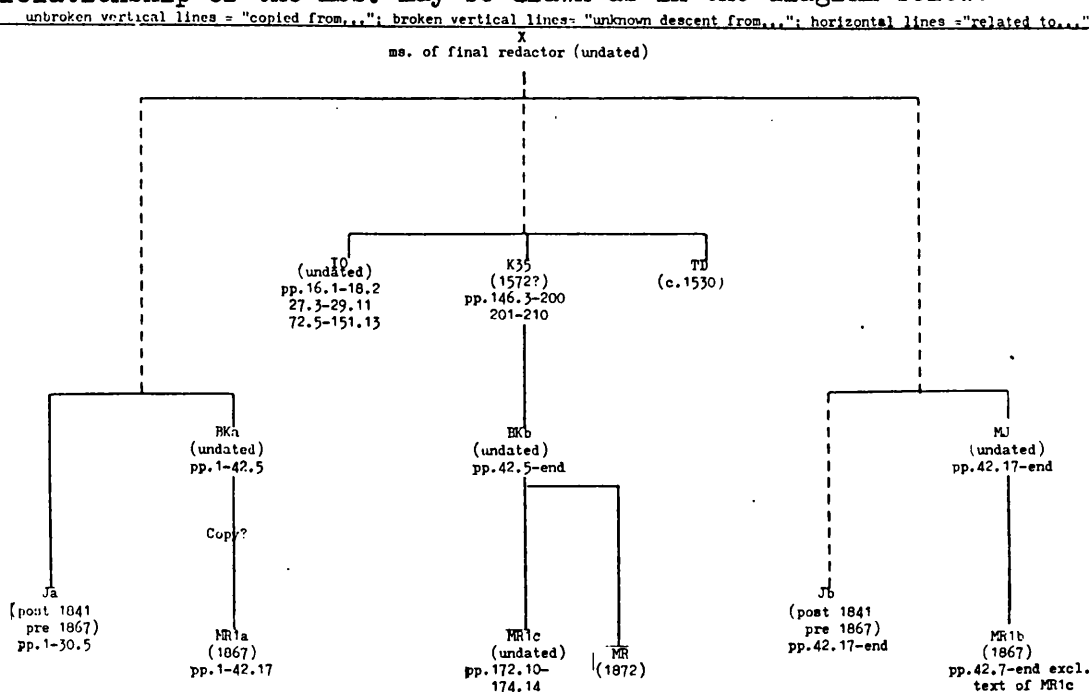 unbroken vertical lines = "copied from..."; broken vertical lines= "unknown descent from..."; horizontal lines ="related to..."
X
ms. of final redactor (undated)
IO
(undated)
pp.16.1-18.2
27.3-29.11
72.5-151.13
K35
(1572?)
pp.146.3-200
201-210
TD
(c.1530)
BKa
(undated)
pp.1-42.5
BKb
(undated)
pp.42.5-end
MJ
(undated)
pp.42.17-end
Copy?
Ja
(post 1841
pre 1867)
pp.1-30.5
MR1a
(1867)
pp.1-42.17
MR1c
(undated)
pp.172.10-
174.14
MR
(1872)
Jb
(post 1841
pre 1867)
pp.42.17-end
MR1b
(1867)
pp.42.7-end excl.
text of MR1c